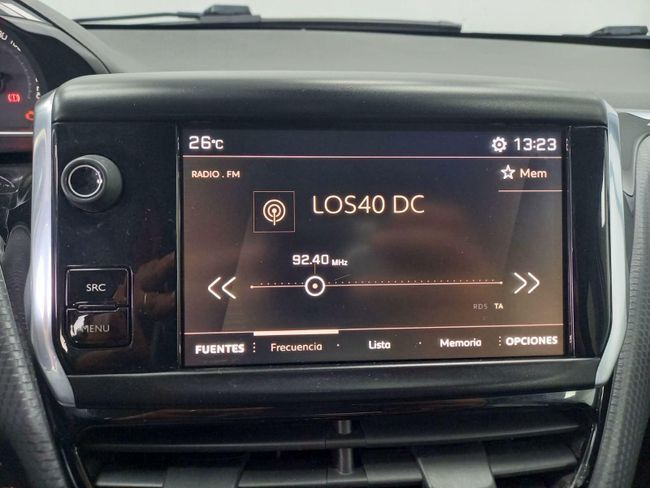 26°C 13:23
RADIO . FM ☆ Mem
LOS40 DC
92.40 MHz
SRC
RDS TA
MENU
FUENTES Frecuencia Lista Memoria OPCIONES